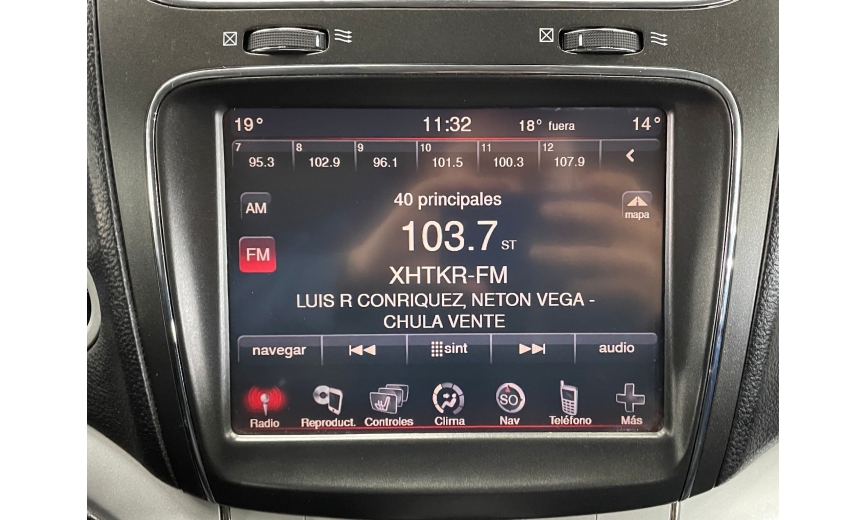 19° 11:32 18° fuera 14°
7 95.3 8 102.9 9 96.1 10 101.5 11 100.3 12 107.9
AM 40 principales mapa
103.7 ST
FM
XHTKR-FM
LUIS R CONRIQUEZ, NETON VEGA -
CHULA VENTE
navegar sint audio
SO
Radio Reproduct. Controles Clima Nav Teléfono Más